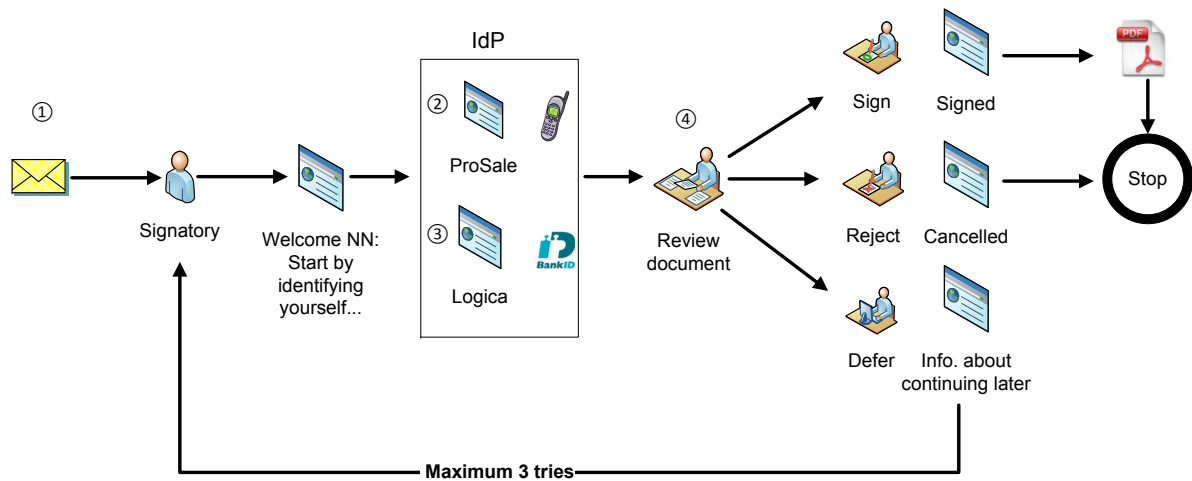 IdP
①
②
ProSale
③
BankID
Logica
Signatory
Welcome NN:
Start by
identifying
yourself...
④
Review
document
Sign
Signed
PDF
Reject
Cancelled
Stop
Defer
Info. about
continuing later
Maximum 3 tries